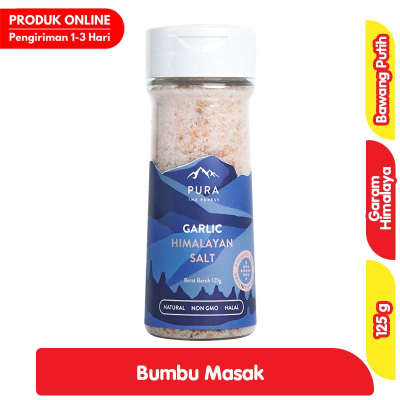 PRODUK ONLINE
Pengiriman 1-3 Hari
PURA
THE FOREST
GARLIC
HIMALAYAN
SALT
Berat Bersih 125g
NATURAL NON GMO HALAL
Bawang Putih
Garam
Himalaya
125 g
Bumbu Masak